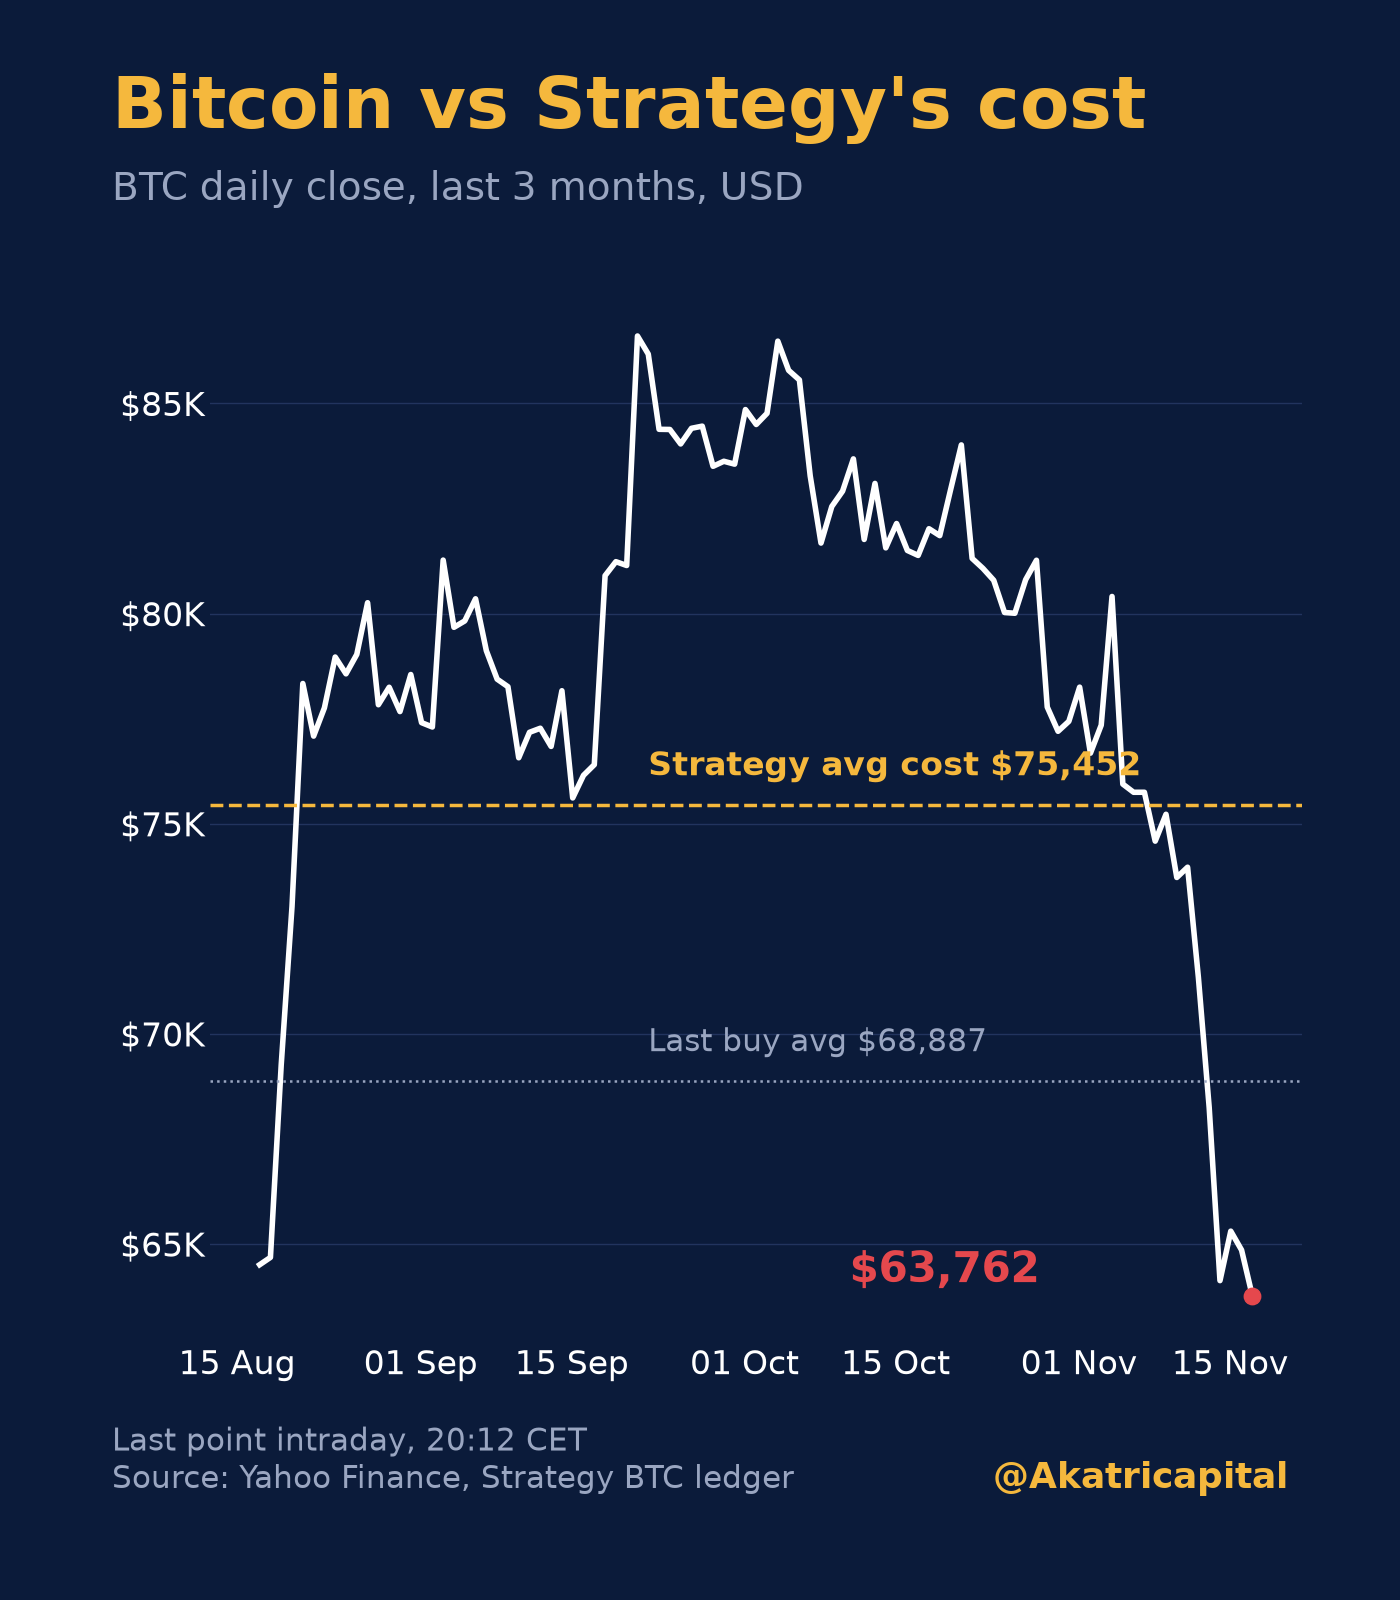 Bitcoin vs Strategy's cost
BTC daily close, last 3 months, USD
$85K
$80K
Strategy avg cost $75,452
$75K
$70K
Last buy avg $68,887
$65K
$63,762
15 Aug 01 Sep 15 Sep 01 Oct 15 Oct 01 Nov 15 Nov
Last point intraday, 20:12 CET
Source: Yahoo Finance, Strategy BTC ledger
@Akatricapital